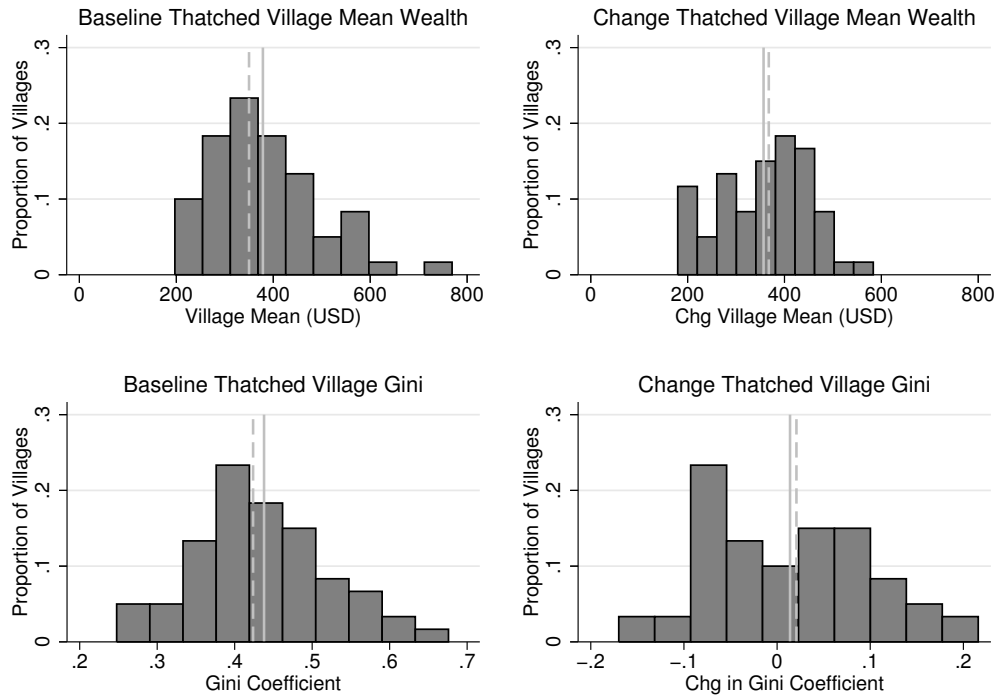 Baseline Thatched Village Mean Wealth
Proportion of Villages
0 .1 .2 .3
0 200 400 600 800
Village Mean (USD)
Change Thatched Village Mean Wealth
Proportion of Villages
0 .1 .2 .3
0 200 400 600 800
Chg Village Mean (USD)
Baseline Thatched Village Gini
Proportion of Villages
0 .1 .2 .3
.2 .3 .4 .5 .6 .7
Gini Coefficient
Change Thatched Village Gini
Proportion of Villages
0 .1 .2 .3
-.2 -.1 0 .1 .2
Chg in Gini Coefficient